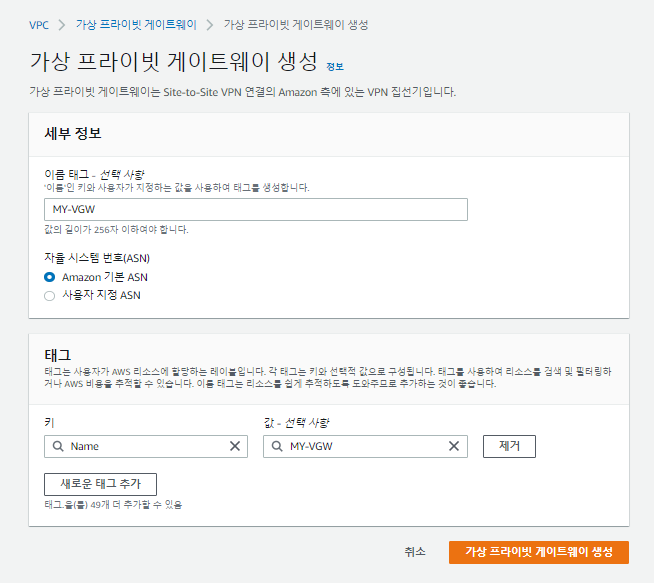 VPC > 가상 프라이빗 게이트웨이 > 가상 프라이빗 게이트웨이 생성
가상 프라이빗 게이트웨이 생성 정보
가상 프라이빗 게이트웨이는 Site-to-Site VPN 연결의 Amazon 측에 있는 VPN 집선기입니다.
세부 정보
이름 태그 - 선택 사항
'이름'인 키와 사용자가 지정하는 값을 사용하여 태그를 생성합니다.
MY-VGW
값의 길이가 256자 이하여야 합니다.
자율 시스템 번호(ASN)
Amazon 기본 ASN
사용자 지정 ASN
태그
태그는 사용자가 AWS 리소스에 할당하는 레이블입니다. 각 태그는 키와 선택적 값으로 구성됩니다. 태그를 사용하여 리소스를 검색 및 필터링하
거나 AWS 비용을 추적할 수 있습니다. 이름 태그는 리소스를 쉽게 추적하도록 도와주므로 추가하는 것이 좋습니다.
키 값 - 선택 사항
Name MY-VGW 제거
새로운 태그 추가
태그.을(를) 49개 더 추가할 수 있음
취소 가상 프라이빗 게이트웨이 생성